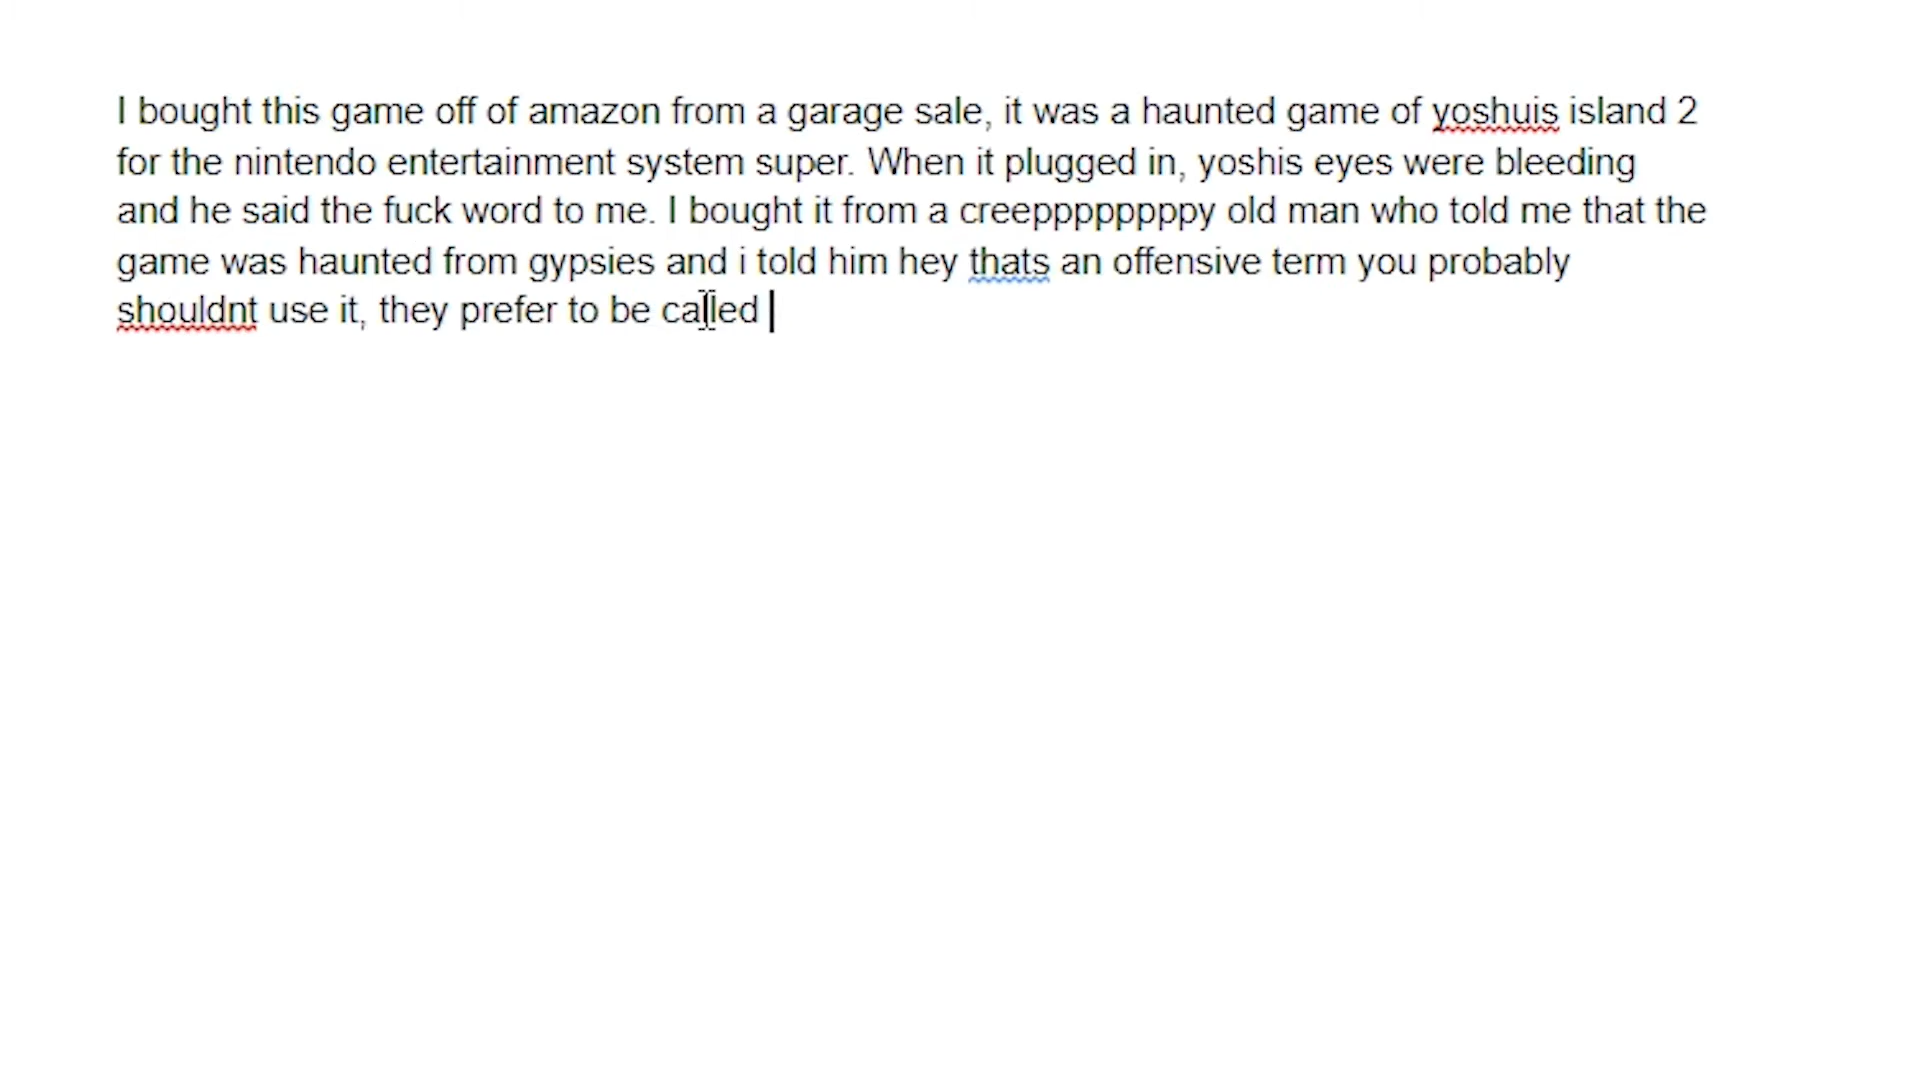 I bought this game off of amazon from a garage sale, it was a haunted game of yoshuis island 2
for the nintendo entertainment system super. When it plugged in, yoshis eyes were bleeding
and he said the fuck word to me. I bought it from a creepppppppppy old man who told me that the
game was haunted from gypsies and i told him hey thats an offensive term you probably
shouldnt use it, they prefer to be called